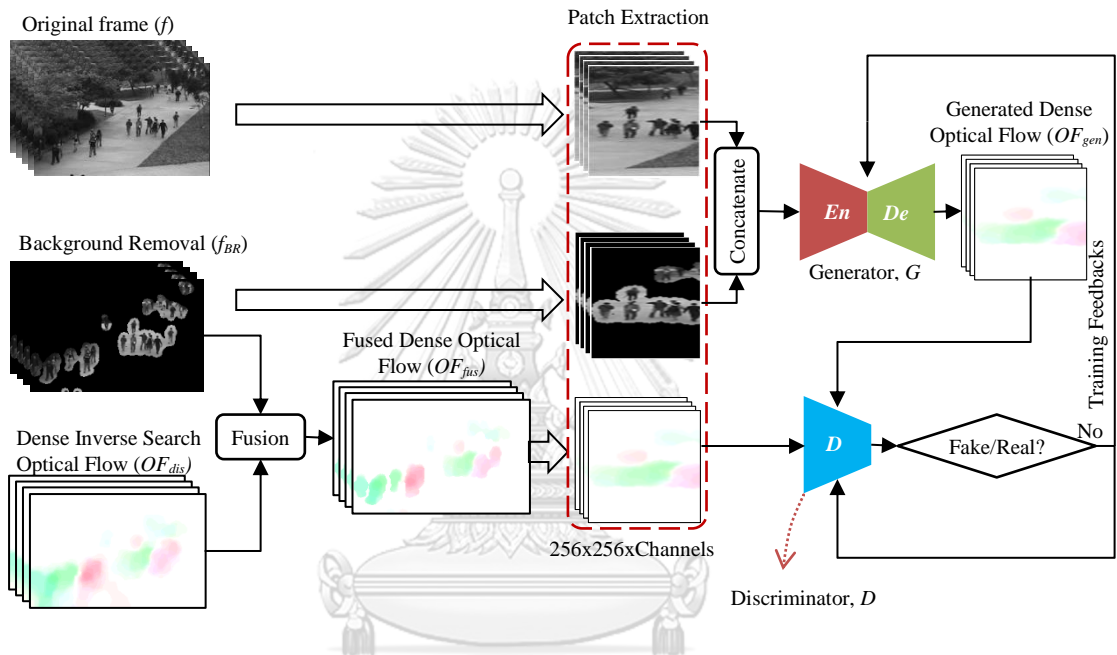 Original frame (f)
Patch Extraction
Generated Dense
Optical Flow (OFgen)
Concatenate
En
De
Generator, G
Background Removal (fBR)
Fused Dense Optical
Flow (OFfus)
Training Feedbacks
Fusion
Dense Inverse Search
Optical Flow (OFdis)
D
Fake/Real?
No
256x256xChannels
Discriminator, D